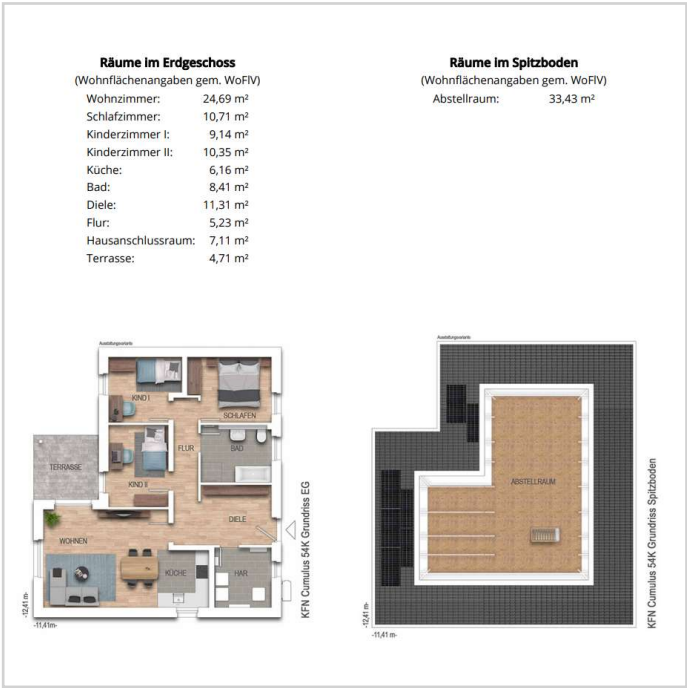 Räume im Erdgeschoss
(Wohnflächenangaben gem. WoFlV)
Wohnzimmer: 24,69 m²
Schlafzimmer: 10,71 m²
Kinderzimmer I: 9,14 m²
Kinderzimmer II: 10,35 m²
Küche: 6,16 m²
Bad: 8,41 m²
Diele: 11,31 m²
Flur: 5,23 m²
Hausanschlussraum: 7,11 m²
Terrasse: 4,71 m²
Räume im Spitzboden
(Wohnflächenangaben gem. WoFlV)
Abstellraum: 33,43 m²
Ausstattungsvariante
KIND I
SCHLAFEN
FLUR
BAD
TERRASSE
KIND II
DIELE
WOHNEN
KÜCHE
HAR
-12,41 m-
-11,41m-
KFN Cumulus 54K Grundriss EG
Ausstattungsvariante
ABSTELLRAUM
-12,41 m-
-11,41m-
KFN Cumulus 54K Grundriss Spitzboden